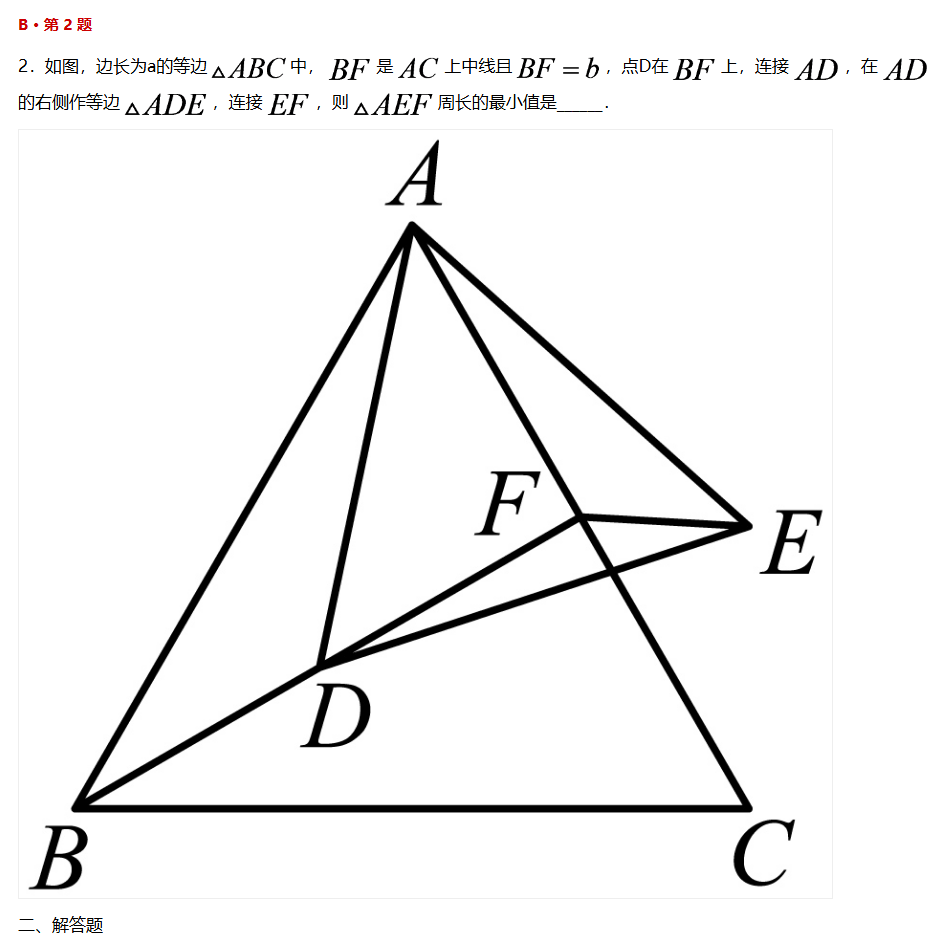 B • 第 2 题
2. 如图，边长为a的等边△ABC中，BF是AC上中线且BF=b，点D在BF上，连接AD，在AD
的右侧作等边△ADE，连接EF，则△AEF周长的最小值是_____.
A
F
E
D
B
C
二、解答题